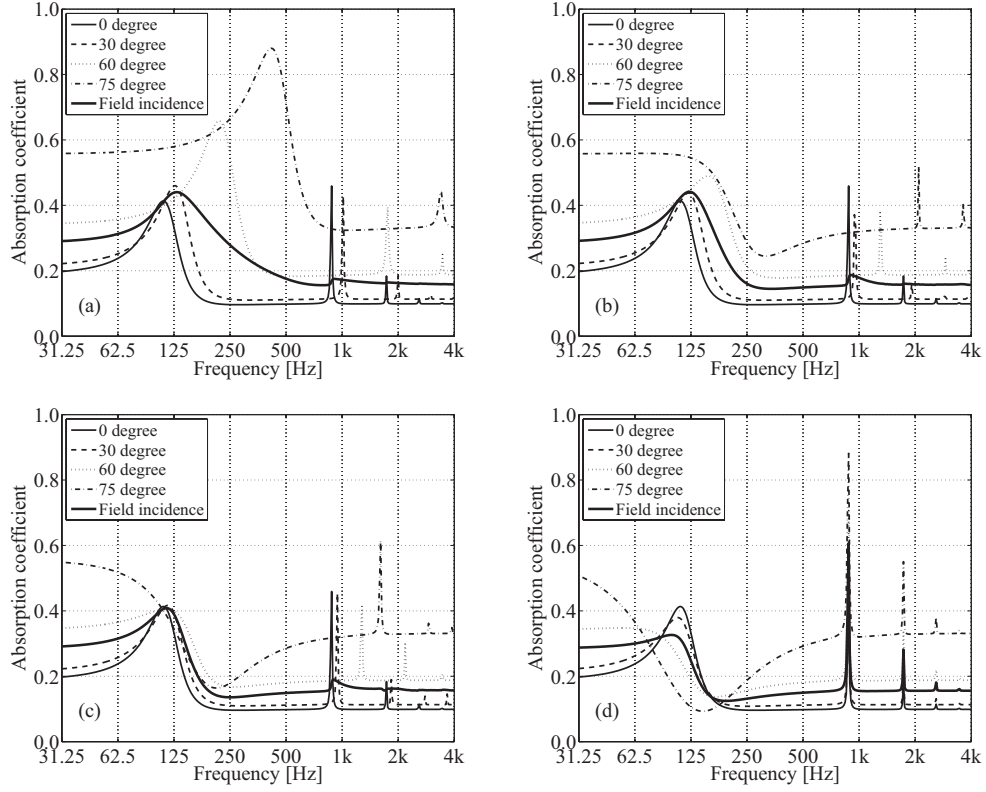 1.0
0.8
0.6
0.4
0.2
0.0
Absorption coefficient
0 degree
30 degree
60 degree
75 degree
Field incidence
(a)
31.25 62.5 125 250 500 1k 2k 4k
Frequency [Hz]
1.0
0.8
0.6
0.4
0.2
0.0
Absorption coefficient
0 degree
30 degree
60 degree
75 degree
Field incidence
(b)
31.25 62.5 125 250 500 1k 2k 4k
Frequency [Hz]
1.0
0.8
0.6
0.4
0.2
0.0
Absorption coefficient
0 degree
30 degree
60 degree
75 degree
Field incidence
(c)
31.25 62.5 125 250 500 1k 2k 4k
Frequency [Hz]
1.0
0.8
0.6
0.4
0.2
0.0
Absorption coefficient
0 degree
30 degree
60 degree
75 degree
Field incidence
(d)
31.25 62.5 125 250 500 1k 2k 4k
Frequency [Hz]